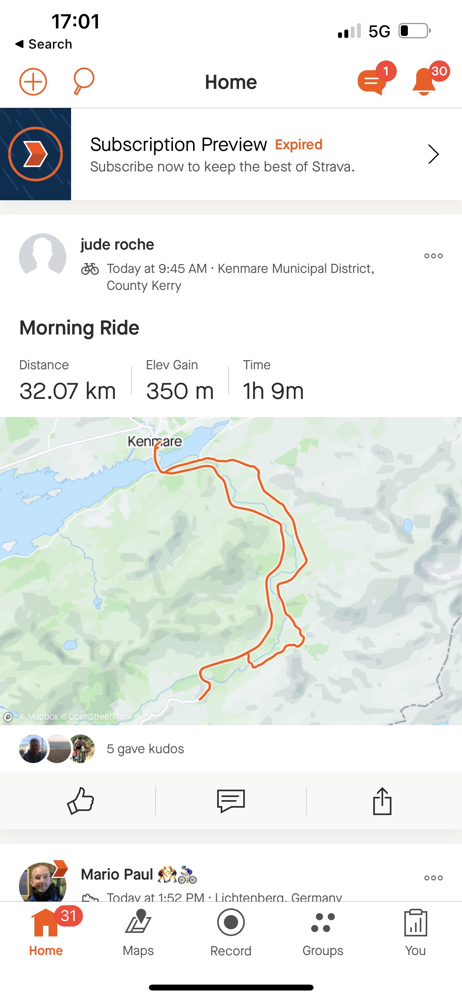 17:01
5G
◀ Search
Home
1
30
Subscription Preview Expired
Subscribe now to keep the best of Strava.
jude roche
Today at 9:45 AM · Kenmare Municipal District,
County Kerry
Morning Ride
Distance
Elev Gain
Time
32.07 km
350 m
1h 9m
Kenmare
© Mapbox © OpenStreetMap
5 gave kudos
Mario Paul 🤼🚴
Today at 1:52 PM · Lichtenberg, Germany
31
Home
Maps
Record
Groups
You